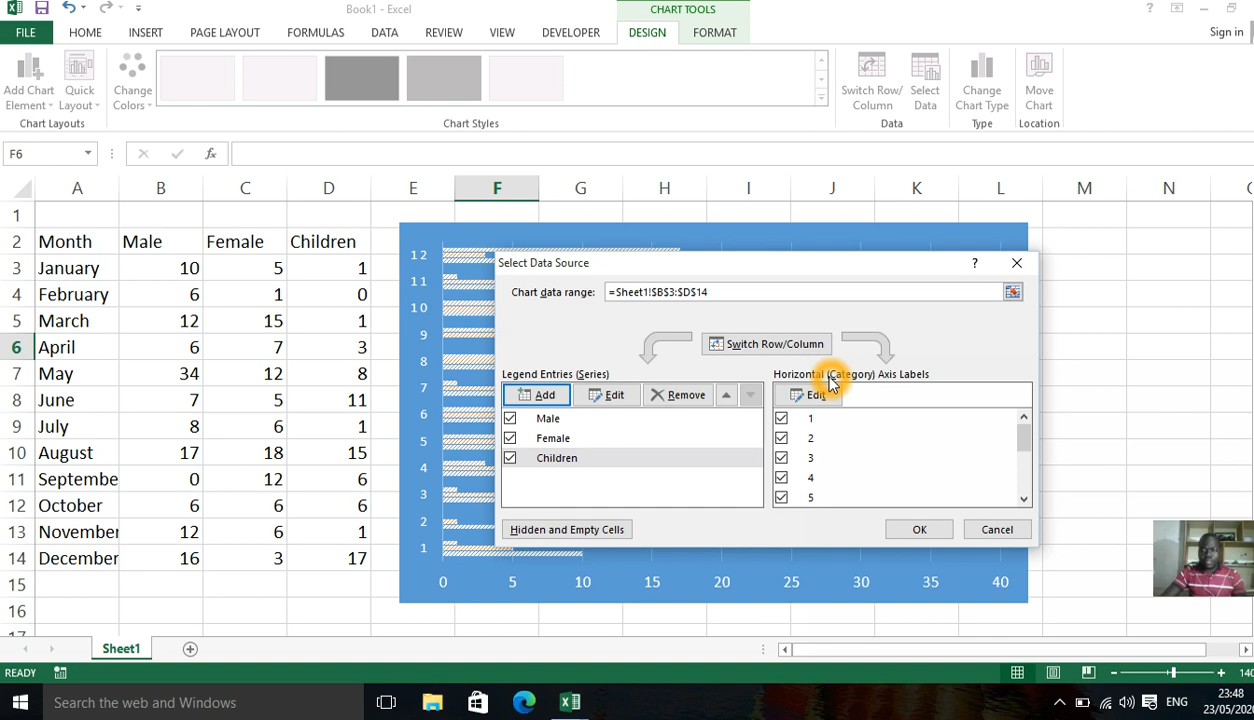 Book1 - Excel
CHART TOOLS
FILE HOME INSERT PAGE LAYOUT FORMULAS DATA REVIEW VIEW DEVELOPER DESIGN FORMAT Sign in
Add Chart Element Quick Layout Change Colors Switch Row/ Column Select Data Change Chart Type Move Chart
Chart Layouts Chart Styles Data Type Location
F6 fx
A B C D E F G H I J K L M N
1
2 Month Male Female Children
3 January 10 5 1
4 February 6 1 0
5 March 12 15 1
6 April 6 7 3
7 May 34 12 8
8 June 7 5 11
9 July 8 6 1
10 August 17 18 15
11 Septembe 0 12 6
12 October 6 6 6
13 November 12 6 1
14 December 16 3 17
15
16
12
11
10
9
8
7
6
5
4
3
2
1
0 5 10 15 20 25 30 35 40
Select Data Source ?
Chart data range: =Sheet1!$B$3:$D$14
Switch Row/Column
Legend Entries (Series)
Add Edit Remove
Male
Female
Children
Horizontal (Category) Axis Labels
Edit
1
2
3
4
5
Hidden and Empty Cells OK Cancel
Sheet1
READY
Search the web and Windows
ENG
23:48